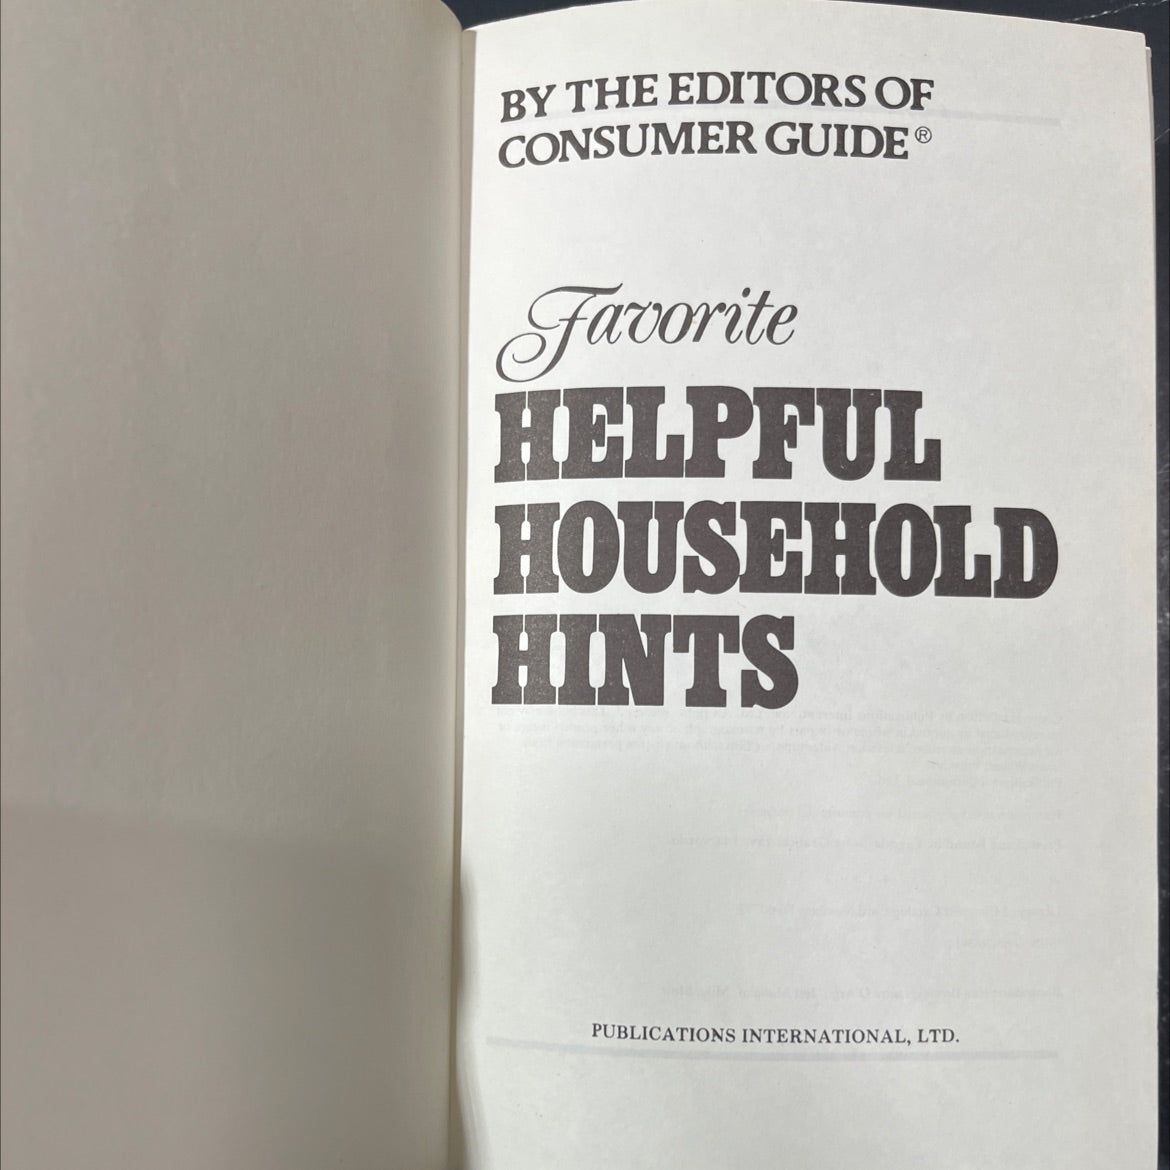 BY THE EDITORS OF
CONSUMER GUIDE®
Favorite
HELPFUL
HOUSEHOLD
HINTS
PUBLICATIONS INTERNATIONAL, LTD.